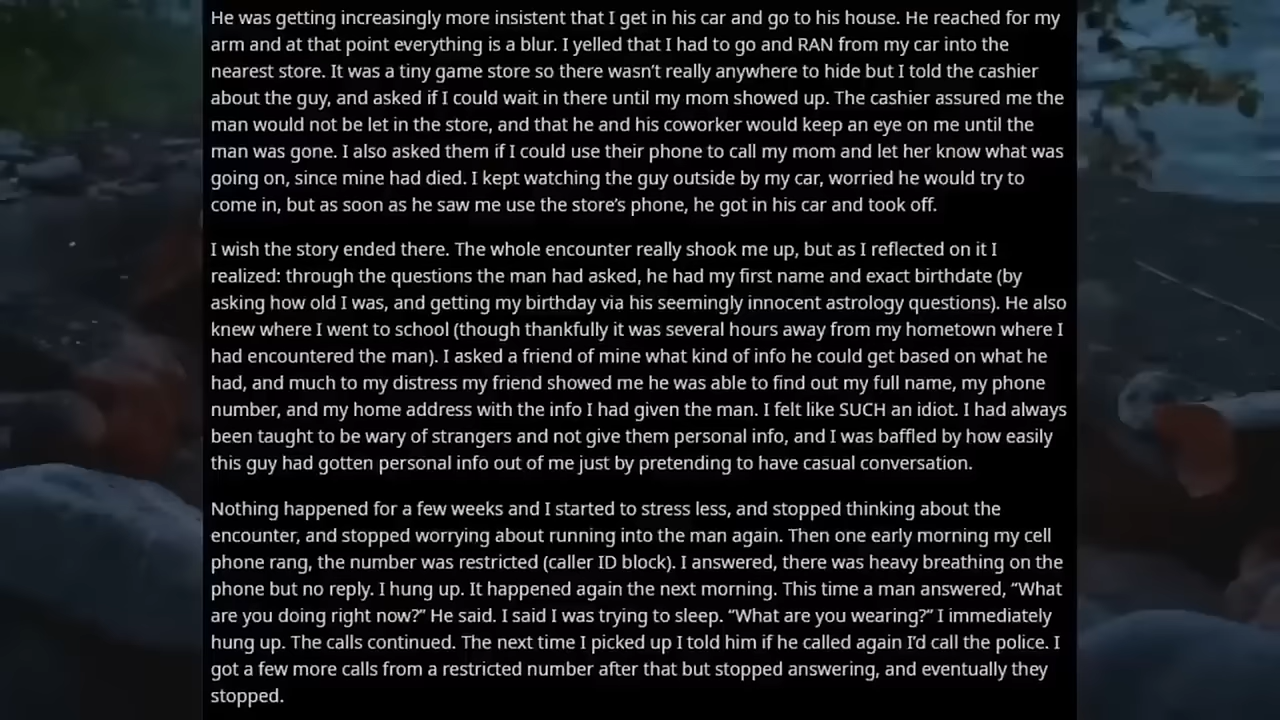 He was getting increasingly more insistent that I get in his car and go to his house. He reached for my
arm and at that point everything is a blur. I yelled that I had to go and RAN from my car into the
nearest store. It was a tiny game store so there wasn’t really anywhere to hide but I told the cashier
about the guy, and asked if I could wait in there until my mom showed up. The cashier assured me the
man would not be let in the store, and that he and his coworker would keep an eye on me until the
man was gone. I also asked them if I could use their phone to call my mom and let her know what was
going on, since mine had died. I kept watching the guy outside by my car, worried he would try to
come in, but as soon as he saw me use the store’s phone, he got in his car and took off.
I wish the story ended there. The whole encounter really shook me up, but as I reflected on it I
realized: through the questions the man had asked, he had my first name and exact birthdate (by
asking how old I was, and getting my birthday via his seemingly innocent astrology questions). He also
knew where I went to school (though thankfully it was several hours away from my hometown where I
had encountered the man). I asked a friend of mine what kind of info he could get based on what he
had, and much to my distress my friend showed me he was able to find out my full name, my phone
number, and my home address with the info I had given the man. I felt like SUCH an idiot. I had always
been taught to be wary of strangers and not give them personal info, and I was baffled by how easily
this guy had gotten personal info out of me just by pretending to have casual conversation.
Nothing happened for a few weeks and I started to stress less, and stopped thinking about the
encounter, and stopped worrying about running into the man again. Then one early morning my cell
phone rang, the number was restricted (caller ID block). I answered, there was heavy breathing on the
phone but no reply. I hung up. It happened again the next morning. This time a man answered, “What
are you doing right now?” He said. I said I was trying to sleep. “What are you wearing?” I immediately
hung up. The calls continued. The next time I picked up I told him if he called again I’d call the police. I
got a few more calls from a restricted number after that but stopped answering, and eventually they
stopped.